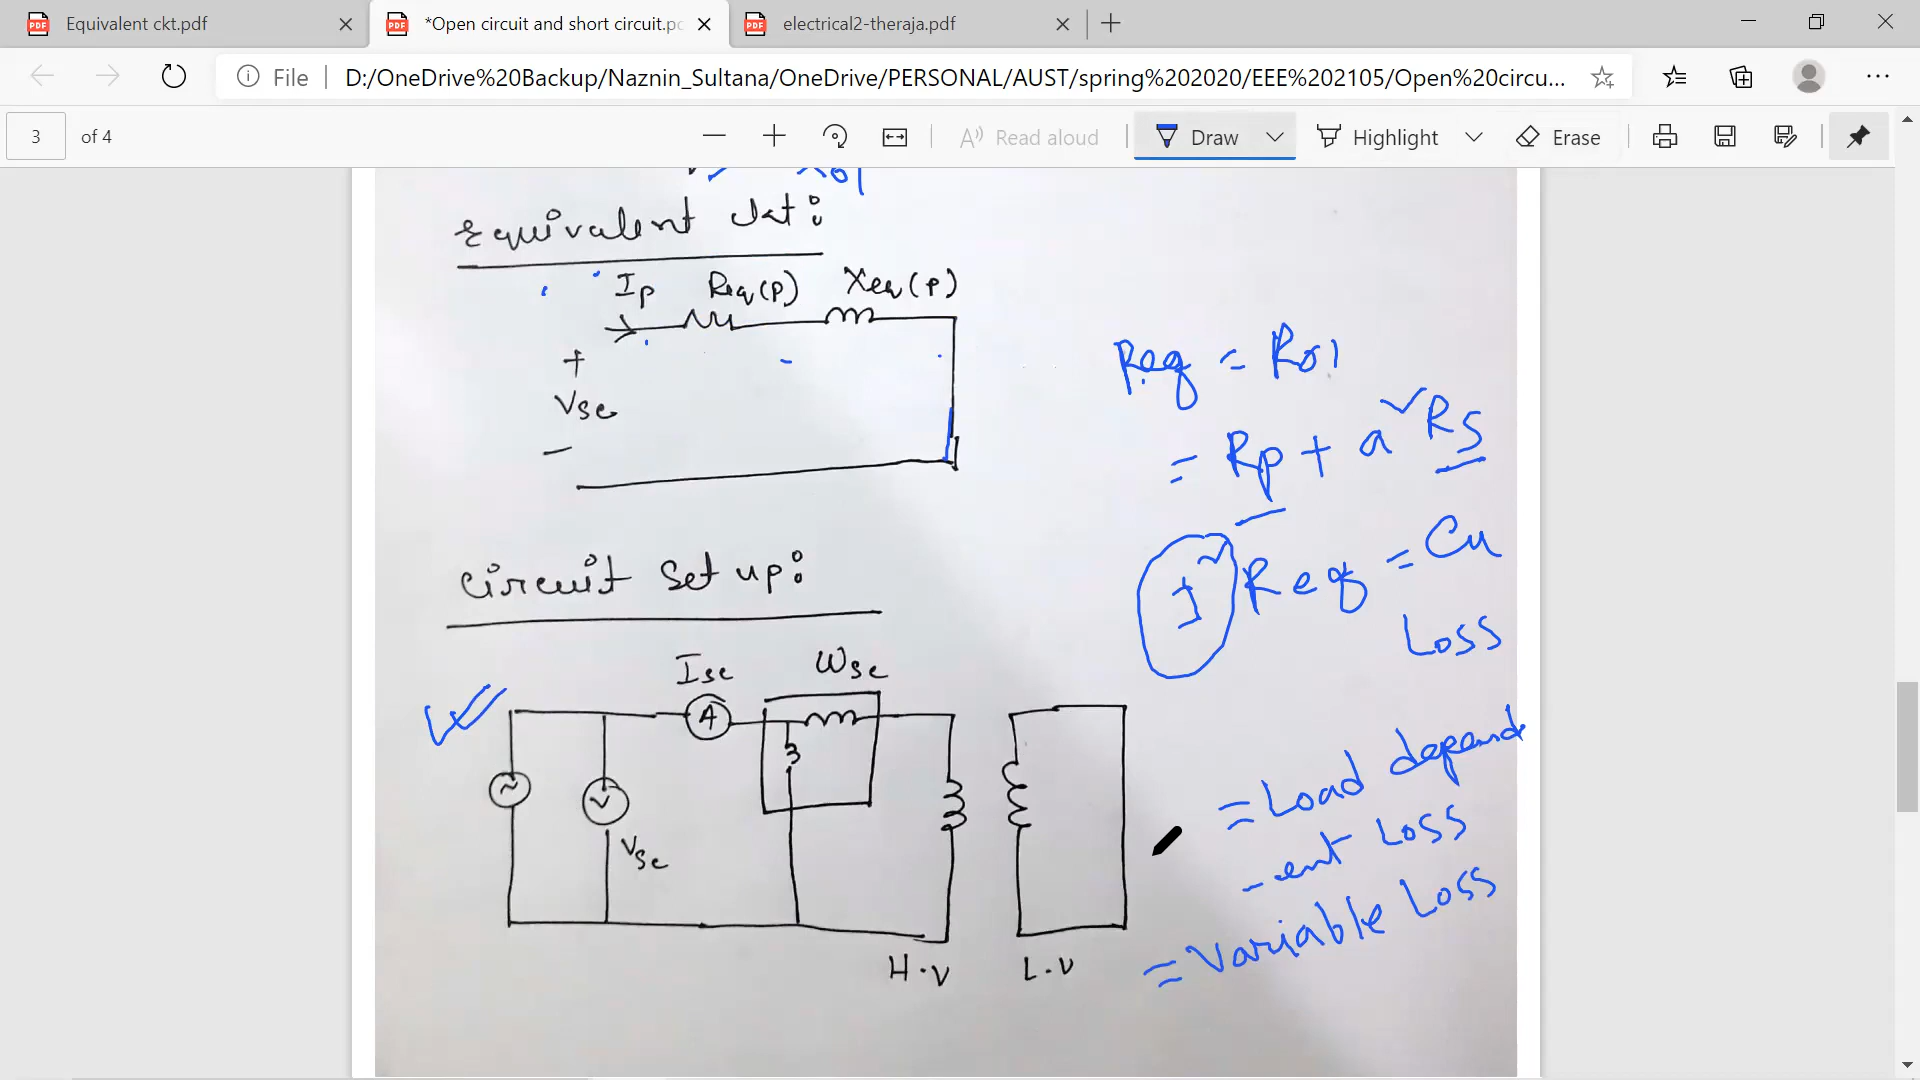 Equivalent ckt.pdf
*Open circuit and short circuit.pc
electrical2-theraja.pdf
File
D:/OneDrive%20Backup/Naznin_Sultana/OneDrive/PERSONAL/AUST/spring%202020/EEE%202105/Open%20circu...
3 of 4
Read aloud
Draw
Highlight
Erase
X01
Equivalent ckt:
Ip Req(p) Xeq(p)
+
Vsc
-
Req = R01
= Rp + a²Rs
I²Req = Cu
Loss
Circuit Set up:
Isc Wsc
A
V
Vsc
H.V L.V
= Load depend
-ent Loss
= Variable Loss